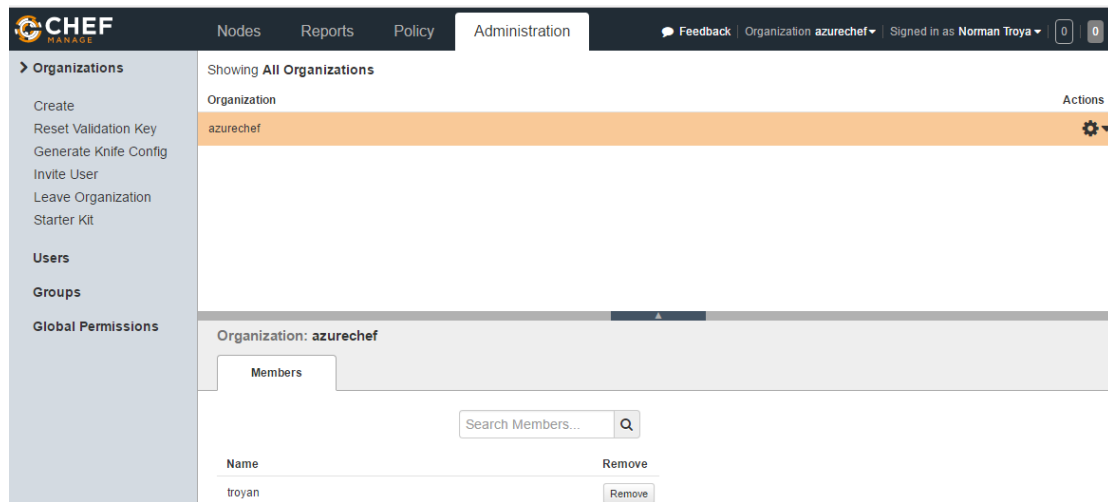 CHEF
MANAGE
Nodes Reports Policy Administration Feedback Organization azurechef Signed in as Norman Troya 0 0
Organizations
Create
Reset Validation Key
Generate Knife Config
Invite User
Leave Organization
Starter Kit
Users
Groups
Global Permissions
Showing All Organizations
Organization Actions
azurechef
Organization: azurechef
Members
Search Members...
Name Remove
troyan Remove